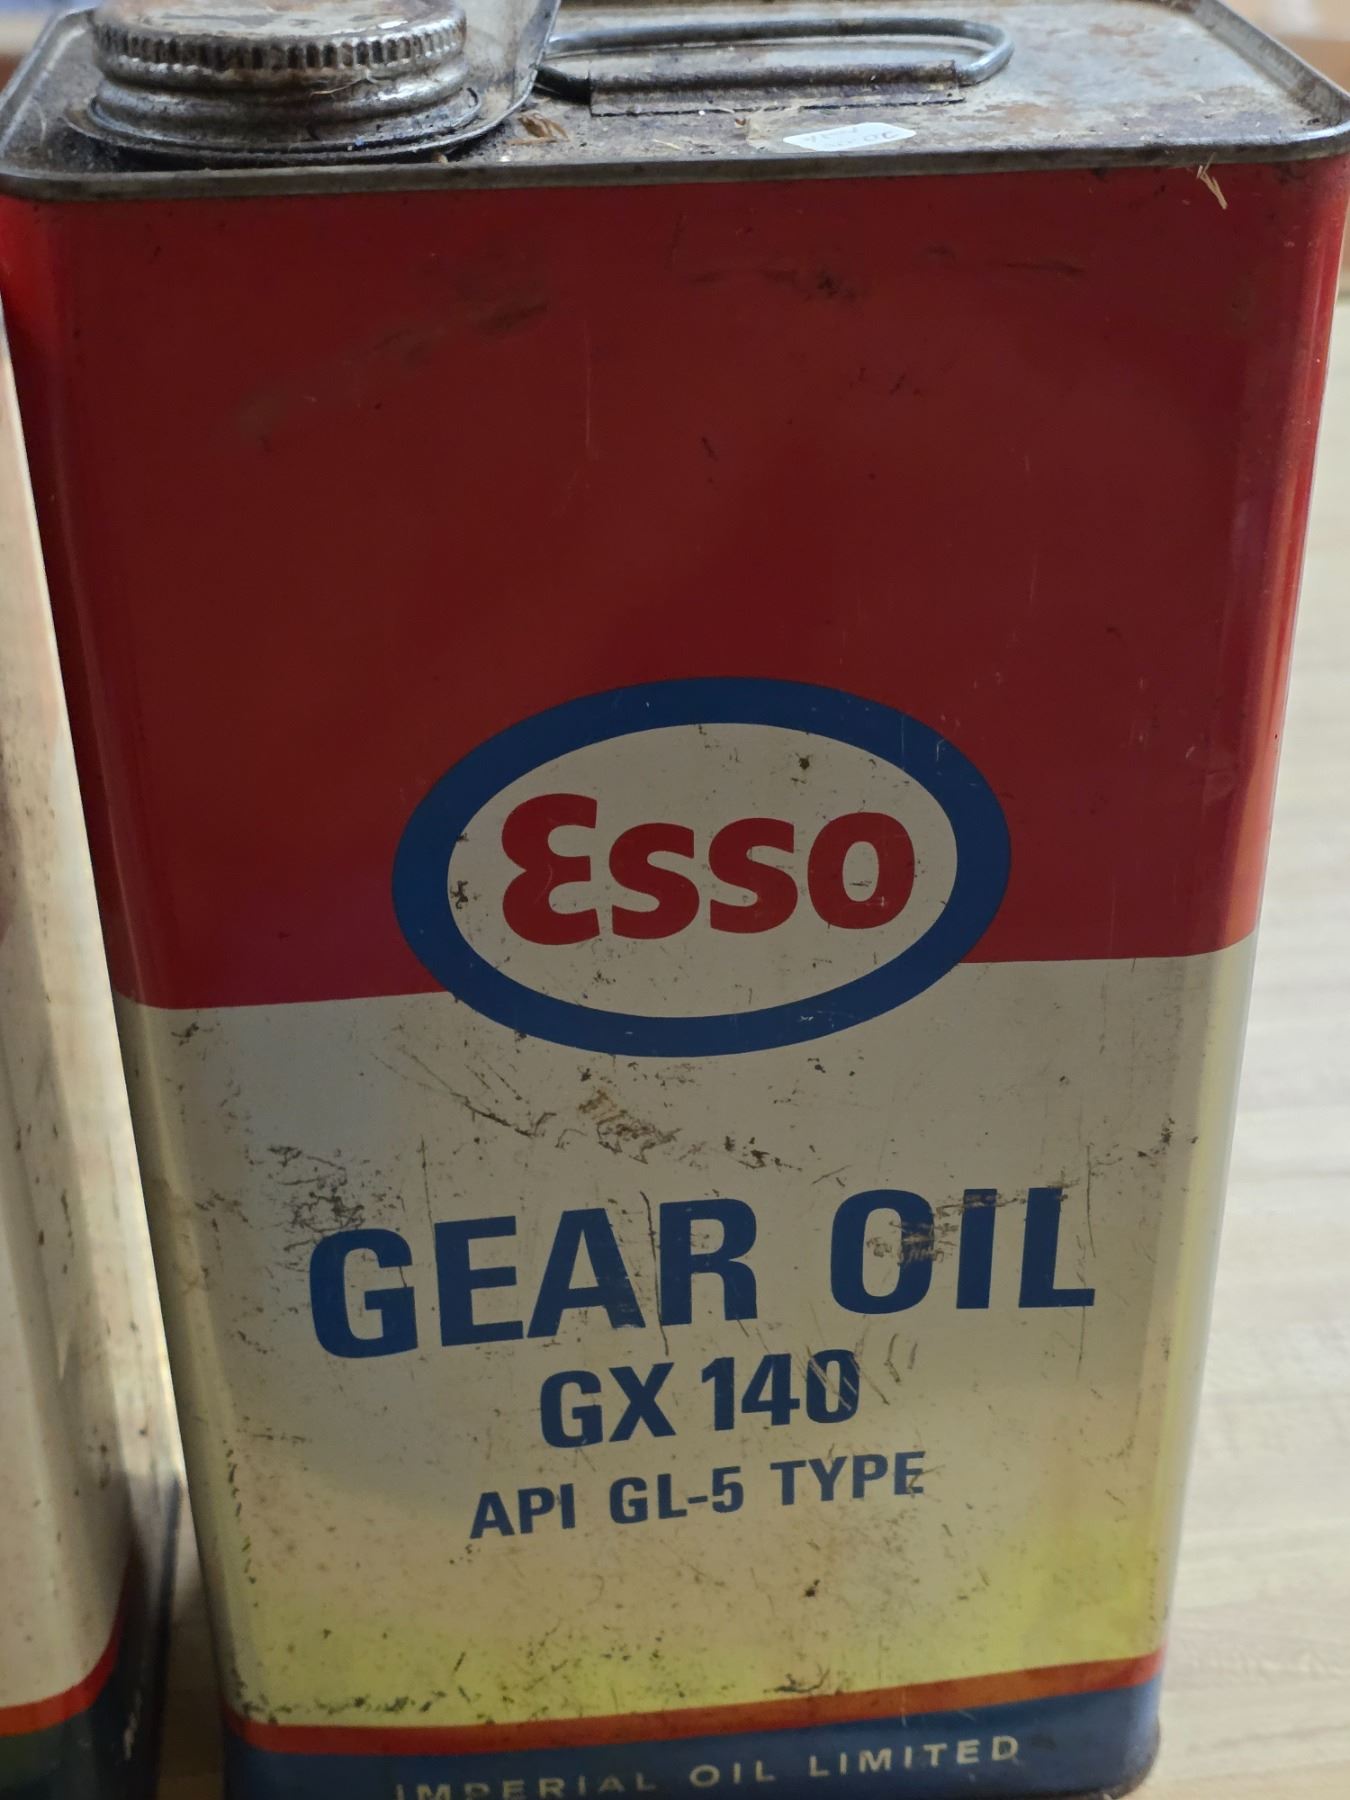 Esso
GEAR OIL
GX 140
API GL-5 TYPE
IMPERIAL OIL LIMITED